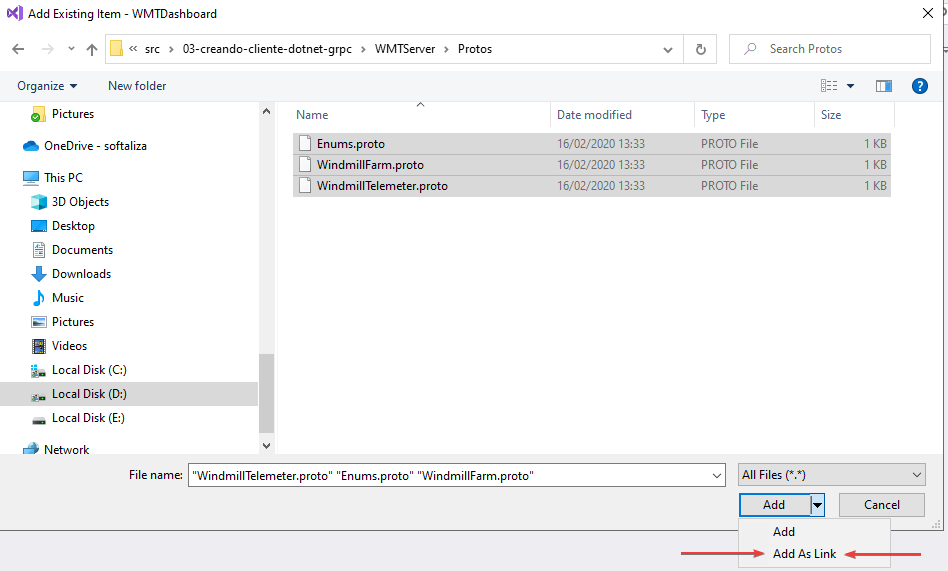 Add Existing Item - WMTDashboard
« src > 03-creando-cliente-dotnet-grpc > WMTServer > Protos
Search Protos
Organize
New folder
Pictures
OneDrive - softaliza
This PC
3D Objects
Desktop
Documents
Downloads
Music
Pictures
Videos
Local Disk (C:)
Local Disk (D:)
Local Disk (E:)
Network
Name Date modified Type Size
Enums.proto 16/02/2020 13:33 PROTO File 1 KB
WindmillFarm.proto 16/02/2020 13:33 PROTO File 1 KB
WindmillTelemeter.proto 16/02/2020 13:33 PROTO File 1 KB
File name: "WindmillTelemeter.proto" "Enums.proto" "WindmillFarm.proto"
All Files (*.*)
Add
Cancel
Add
Add As Link